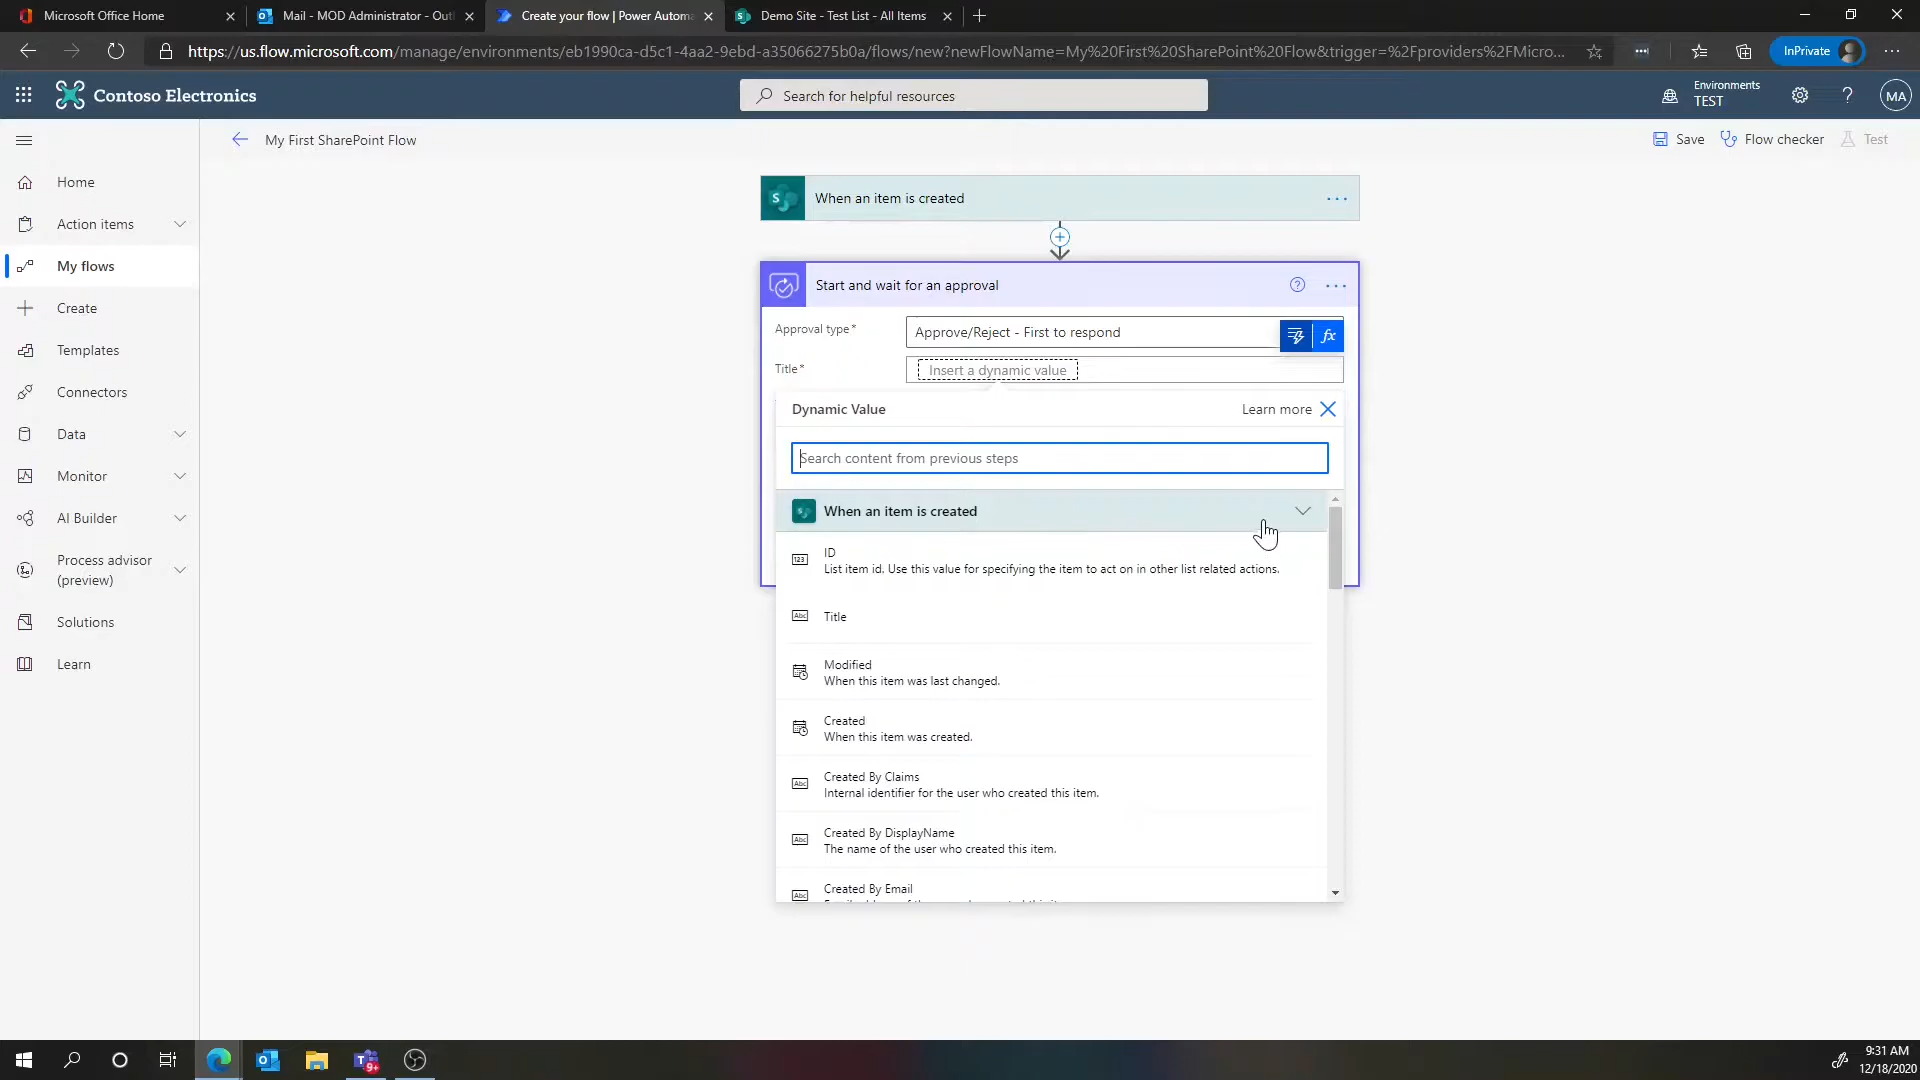 Microsoft Office Home
Mail - MOD Administrator - Outl
Create your flow | Power Automa
Demo Site - Test List - All Items
https://us.flow.microsoft.com/manage/environments/eb1990ca-d5c1-4aa2-9ebd-a35066275b0a/flows/new?newFlowName=My%20First%20SharePoint%20Flow&trigger=%2Fproviders%2FMicro...
InPrivate
Contoso Electronics
Search for helpful resources
Environments
TEST
?
MA
My First SharePoint Flow
Save
Flow checker
Test
Home
Action items
My flows
Create
Templates
Connectors
Data
Monitor
AI Builder
Process advisor
(preview)
Solutions
Learn
When an item is created
Start and wait for an approval
Approval type*
Approve/Reject - First to respond
fx
Title*
Insert a dynamic value
Dynamic Value
Learn more
Search content from previous steps
When an item is created
ID
List item id. Use this value for specifying the item to act on in other list related actions.
Title
Modified
When this item was last changed.
Created
When this item was created.
Created By Claims
Internal identifier for the user who created this item.
Created By DisplayName
The name of the user who created this item.
Created By Email
9+
9:31 AM
12/18/2020